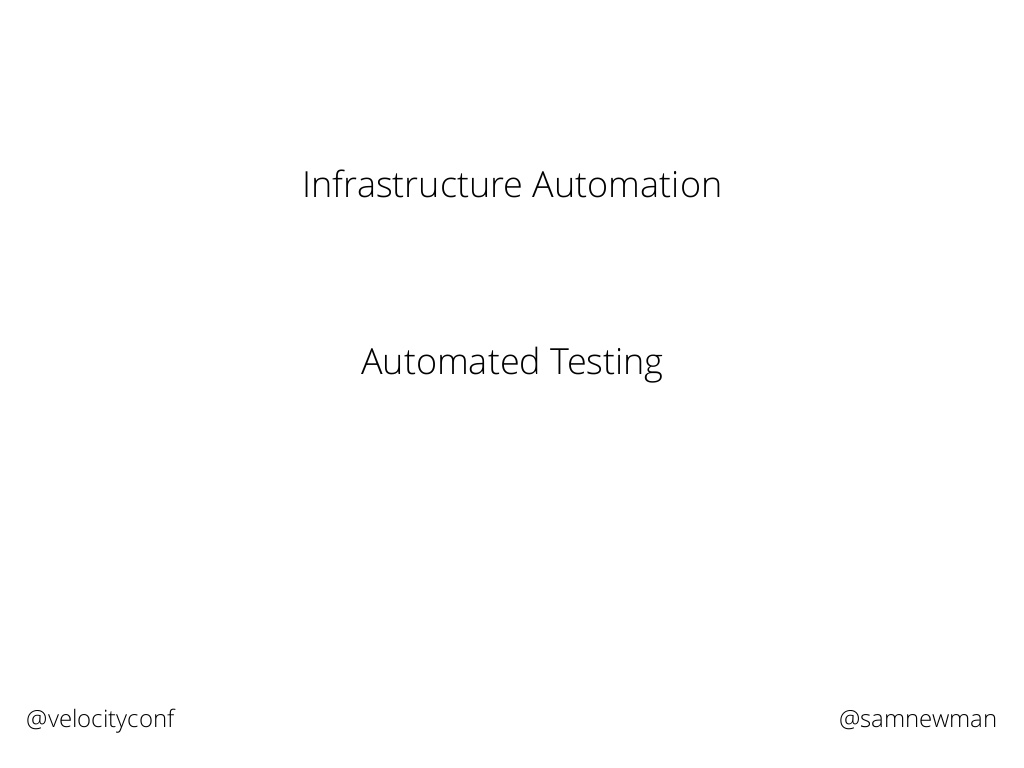 Infrastructure Automation
Automated Testing
@velocityconf
@samnewman